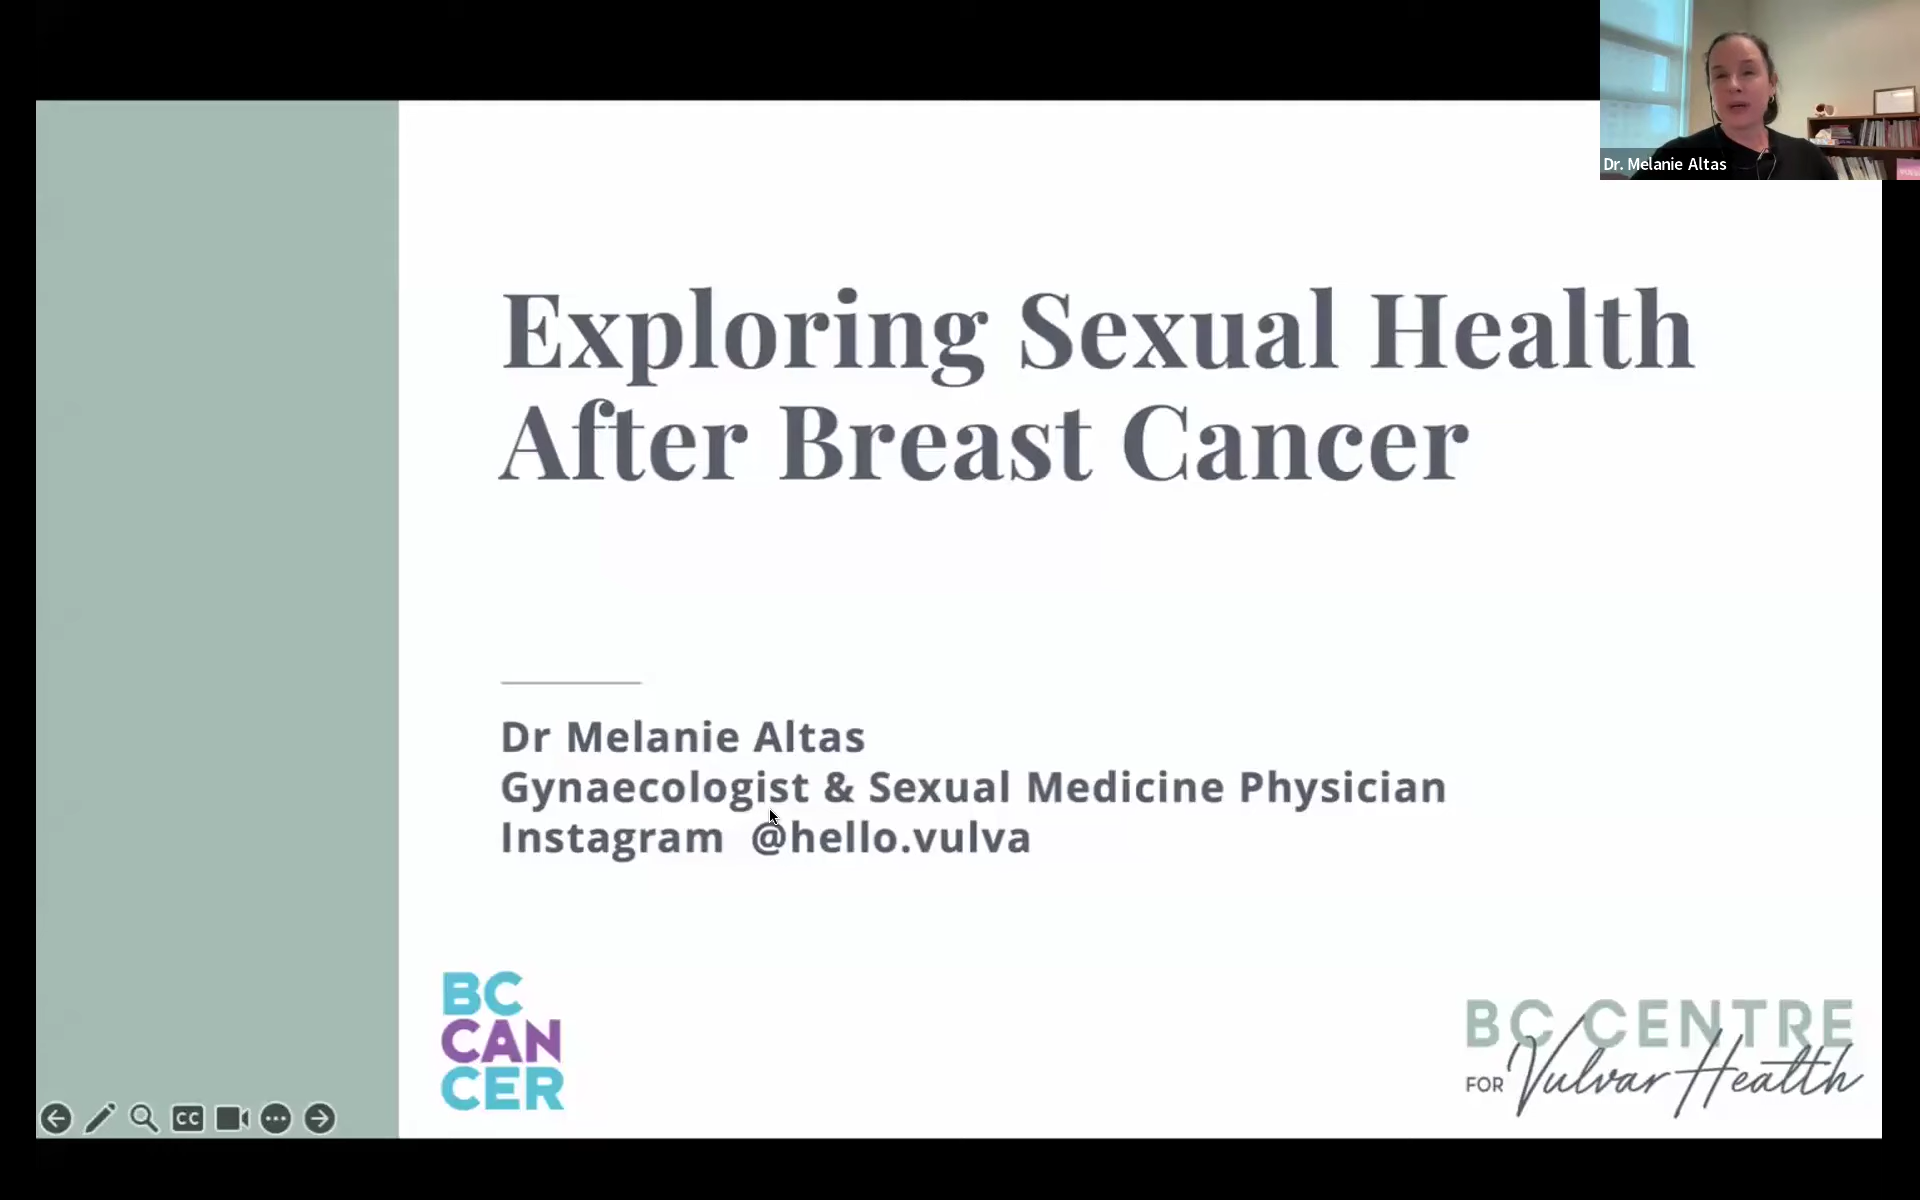 Dr. Melanie Altas
Exploring Sexual Health
After Breast Cancer
Dr Melanie Altas
Gynaecologist & Sexual Medicine Physician
Instagram @hello.vulva
BC
CAN
CER
BC CENTRE
FOR Vulvar Health
CC